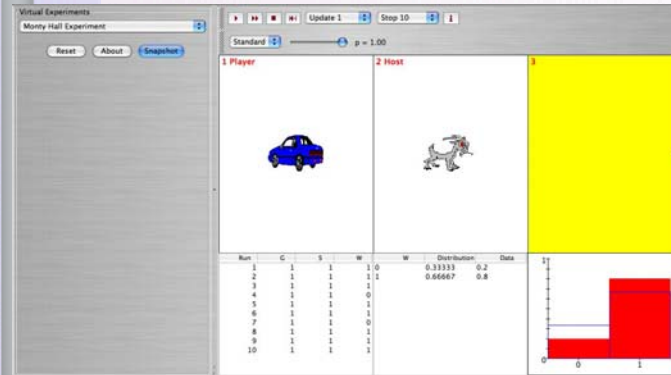 Virtual Experiments
Monty Hall Experiment
Reset About Snapshot
Update 1 Stop 10
Standard p = 1.00
1 Player 2 Host 3
Run G S W W Distribution Data
1 1 1 1 0 0.33333 0.2
2 1 1 1 1 0.66667 0.8
3 1 1 1
4 1 1 0
5 1 1 1
6 1 1 1
7 1 1 0
8 1 1 1
9 1 1 1
10 1 1 1
1
0
0 1